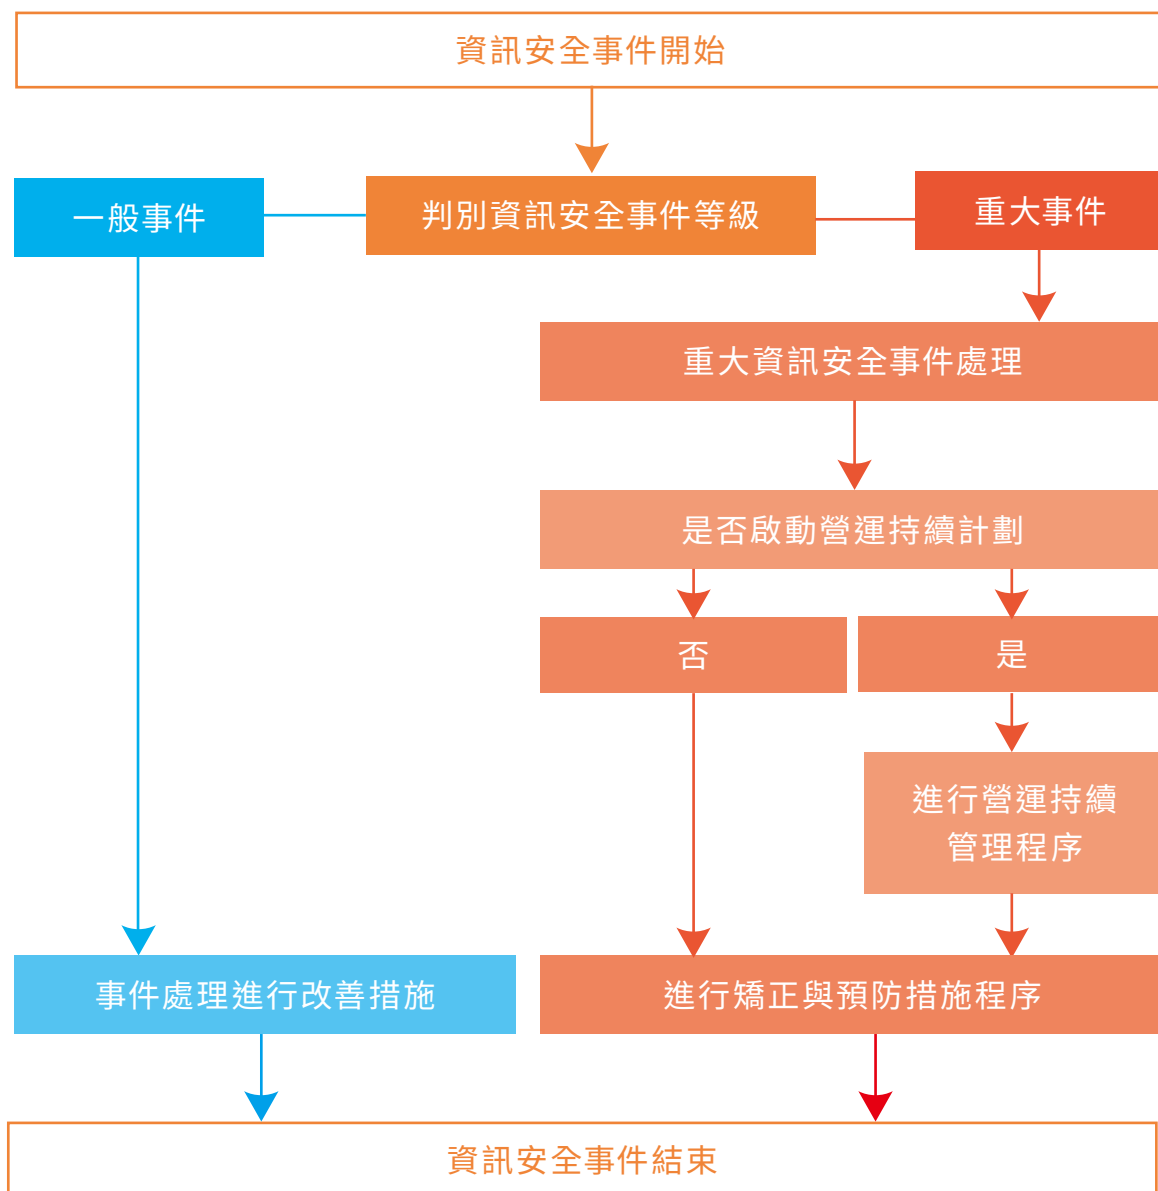 資訊安全事件開始
一般事件
判別資訊安全事件等級
重大事件
重大資訊安全事件處理
是否啟動營運持續計劃
否
是
進行營運持續
管理程序
事件處理進行改善措施
進行矯正與預防措施程序
資訊安全事件結束